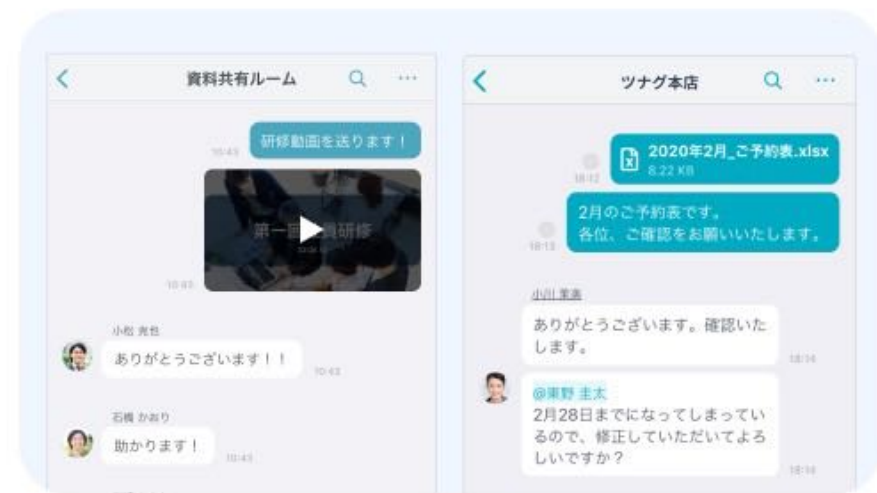 資料共有ルーム
研修動画を送ります！
10:43
10:43
小松 亮也
ありがとうございます！！
10:43
石橋 かおり
助かります！
10:43
ツナグ本店
2020年2月_ご予約表.xlsx
8.22 KB
18:12
2月のご予約表です。
各位、ご確認をお願いいたします。
18:13
ありがとうございます。確認いた
します。
18:14
@東野 圭太
2月28日までになってしまってい
るので、修正していただいてよろ
しいですか？
18:14